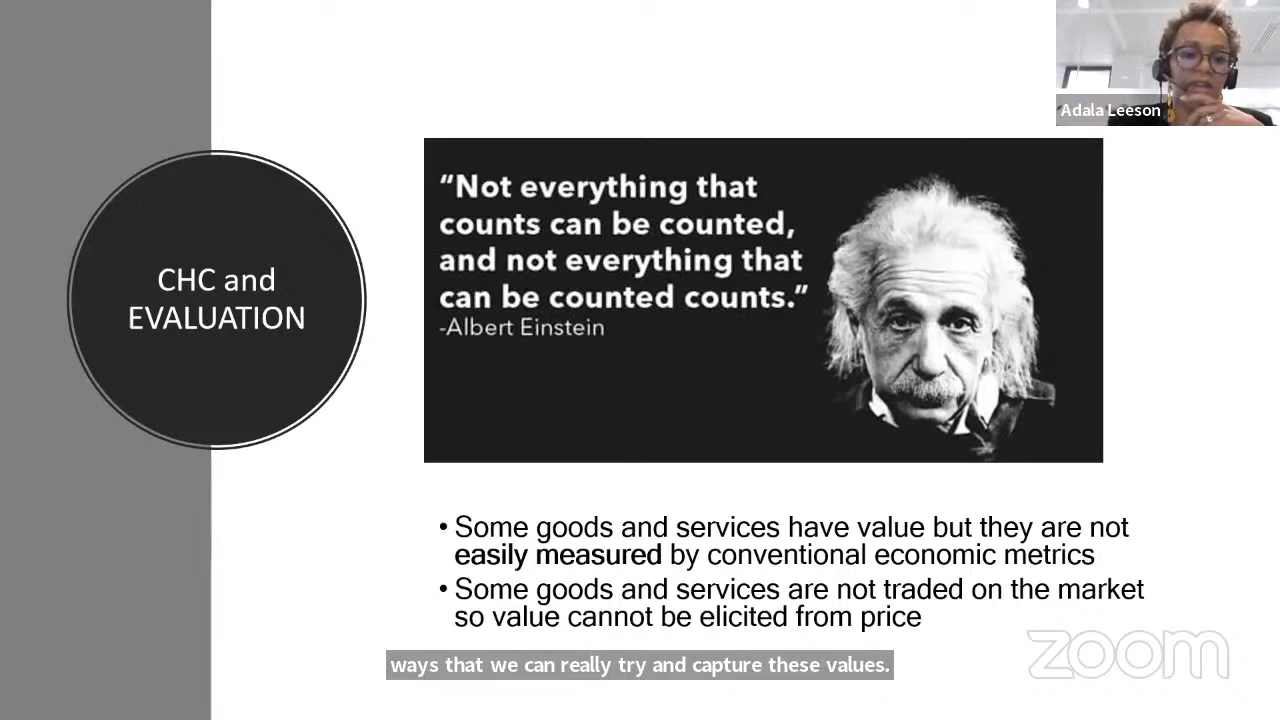 Adala Leeson
CHC and
EVALUATION
“Not everything that
counts can be counted,
and not everything that
can be counted counts.”
-Albert Einstein
• Some goods and services have value but they are not
easily measured by conventional economic metrics
• Some goods and services are not traded on the market
so value cannot be elicited from price
zoom
ways that we can really try and capture these values.